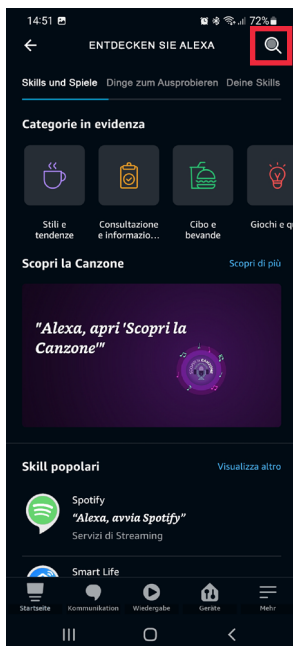 14:51 72%
ENTDECKEN SIE ALEXA
Skills und Spiele Dinge zum Ausprobieren Deine Skills
Categorie in evidenza
Stili e
tendenze
Consultazione
e informazio...
Cibo e
bevande
Giochi e q
Scopri la Canzone Scopri di più
"Alexa, apri 'Scopri la
Canzone'"
Skill popolari Visualizza altro
Spotify
"Alexa, avvia Spotify"
Servizi di Streaming
Smart Life
Startseite Kommunikation Wiedergabe Geräte Mehr